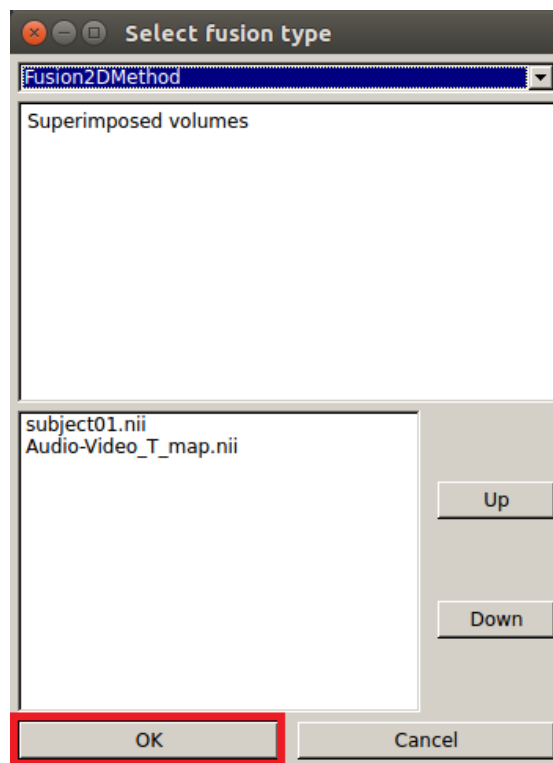 Select fusion type
Fusion2DMethod
Superimposed volumes
subject01.nii
Audio-Video_T_map.nii
Up
Down
OK
Cancel